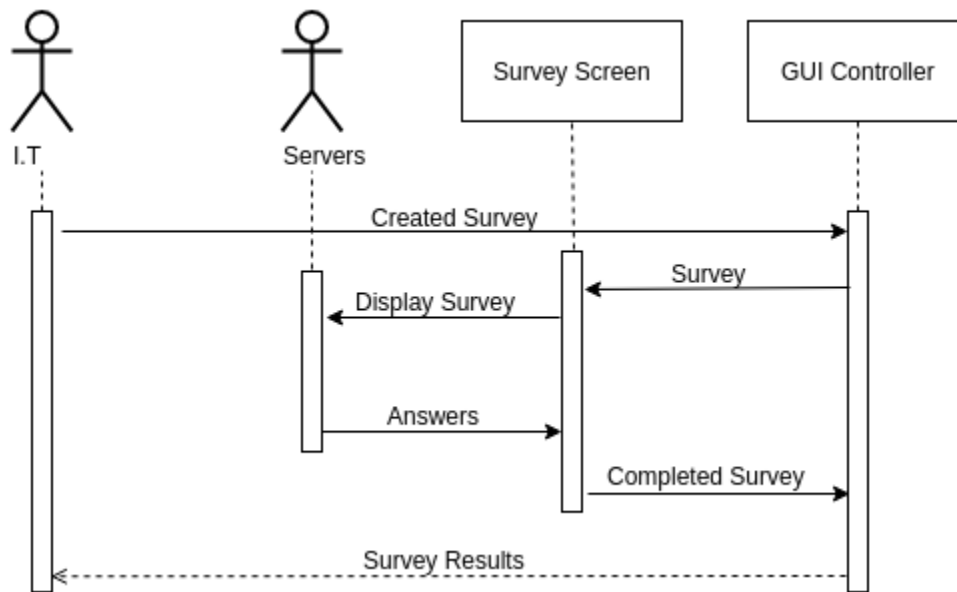 Survey Screen
GUI Controller
I.T
Servers
Created Survey
Survey
Display Survey
Answers
Completed Survey
Survey Results